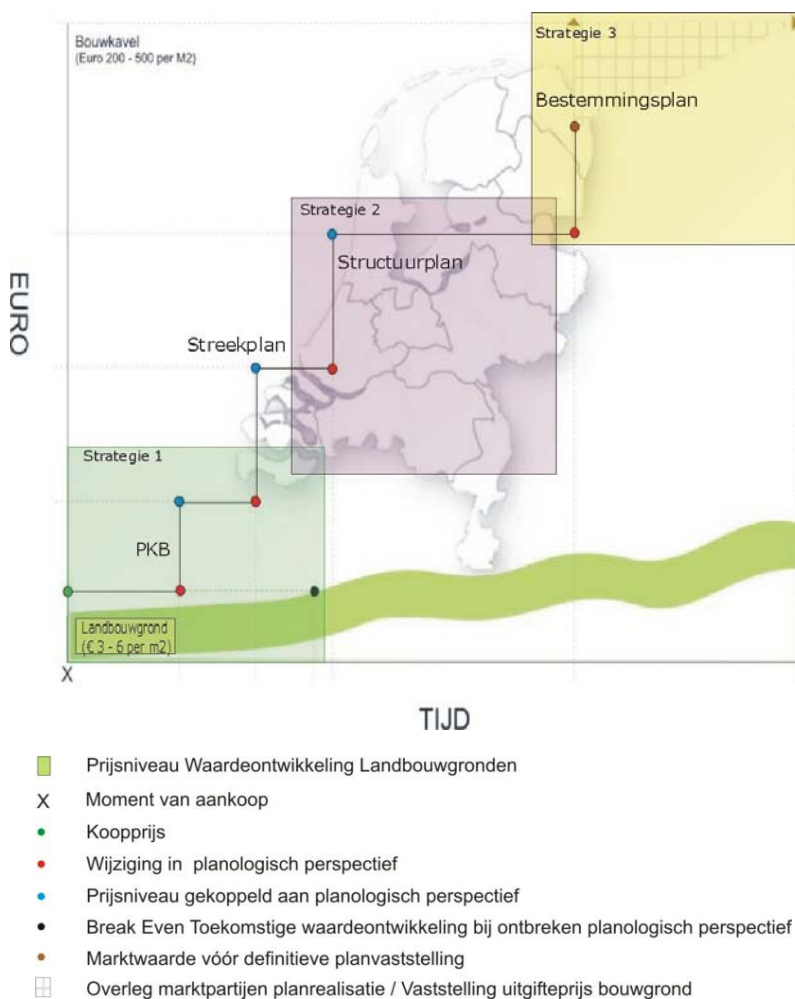 Bouwkavel
(Euro 200 - 500 per M2)
Strategie 3
Bestemmingsplan
Strategie 2
Structuurplan
EURO
Streekplan
Strategie 1
PKB
Landbouwgrond
(€ 3 - 6 per m2)
X
TIJD
Prijsniveau Waardeontwikkeling Landbouwgronden
X Moment van aankoop
Koopprijs
Wijziging in planologisch perspectief
Prijsniveau gekoppeld aan planologisch perspectief
Break Even Toekomstige waardeontwikkeling bij ontbreken planologisch perspectief
Marktwaarde vóór definitieve planvaststelling
Overleg marktpartijen planrealisatie / Vaststelling uitgifteprijs bouwgrond